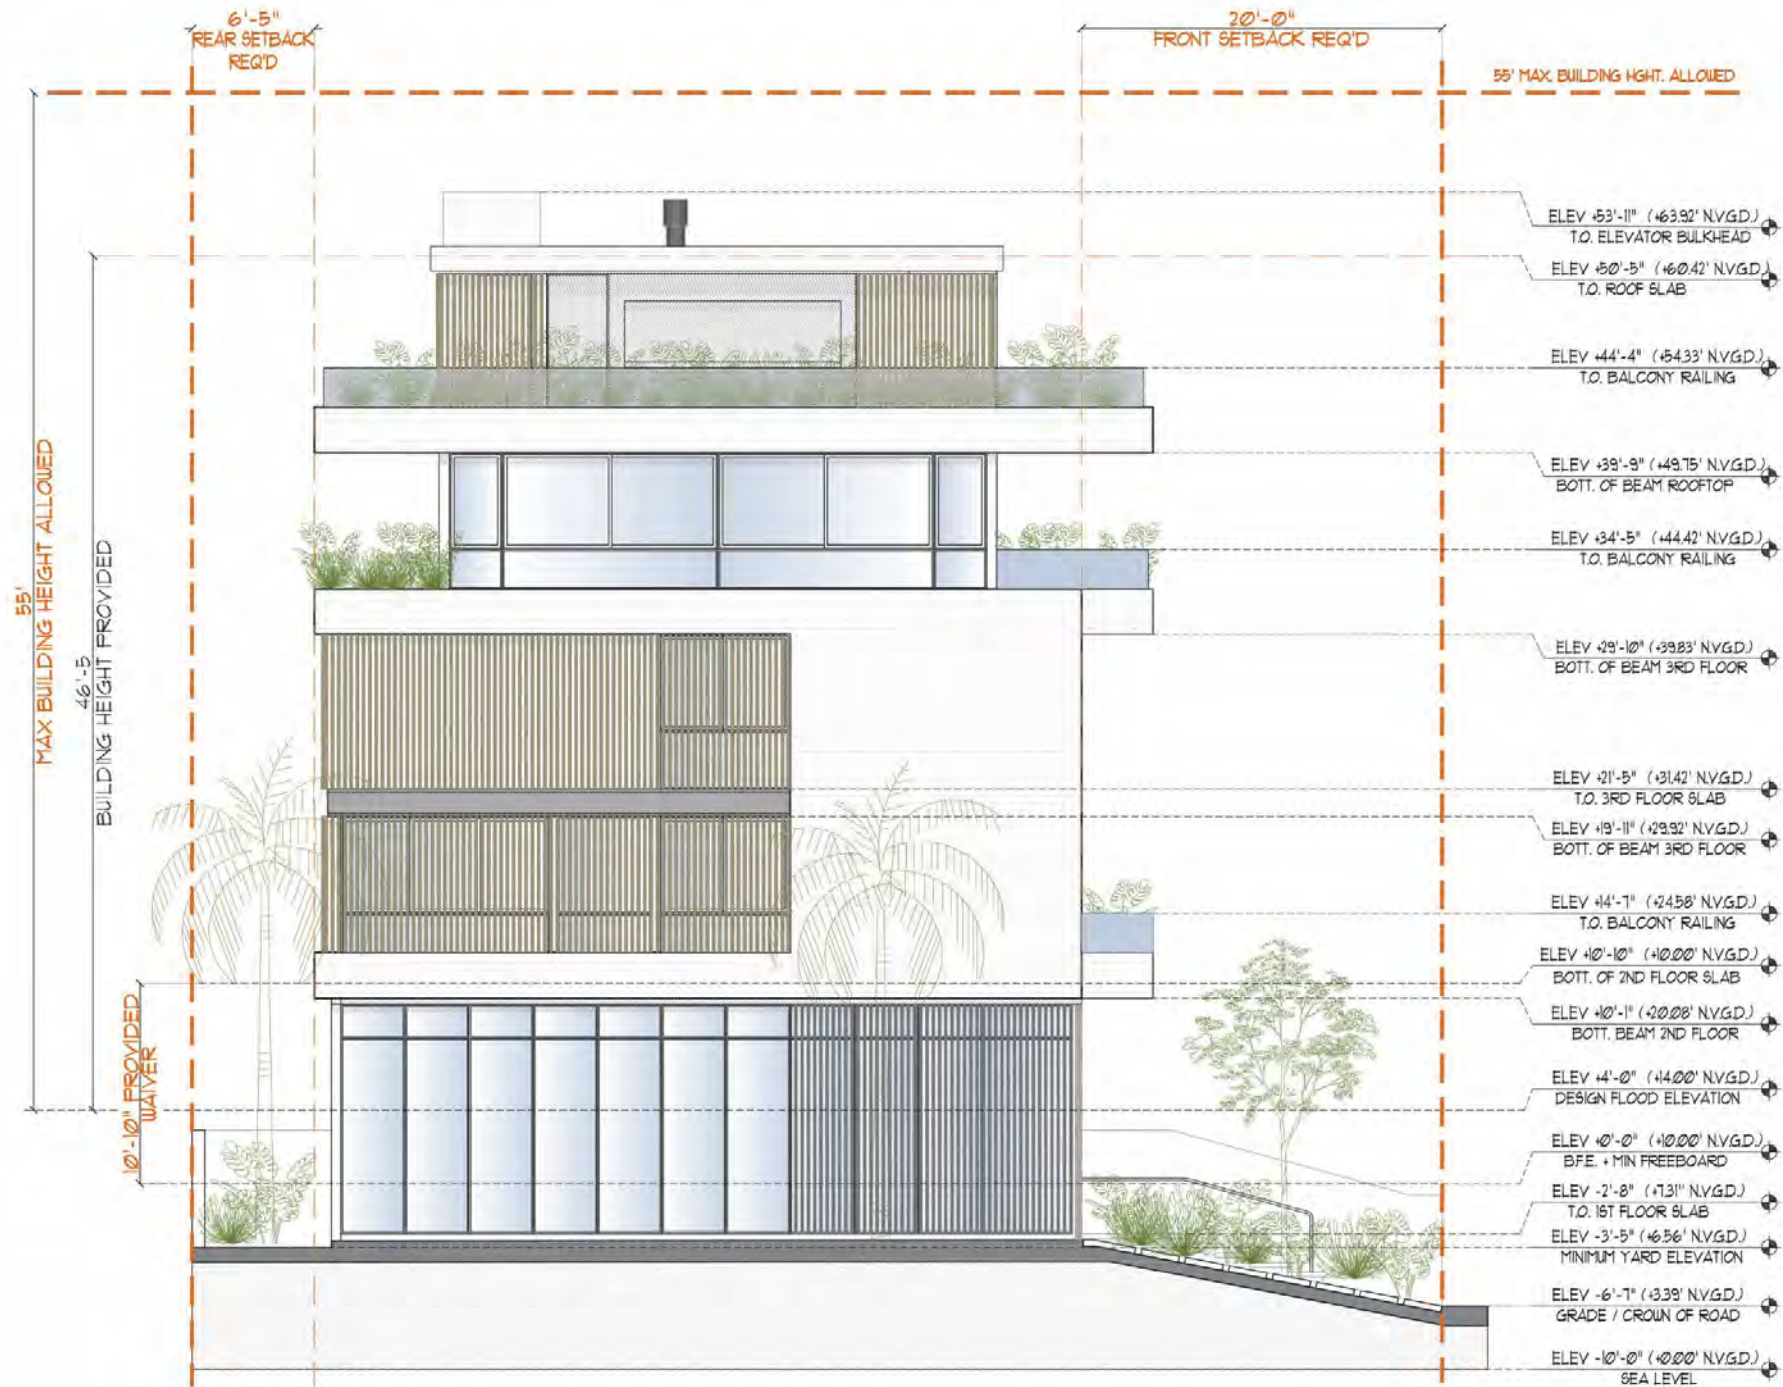 6'-5"
REAR SETBACK
REQ'D
20'-0"
FRONT SETBACK REQ'D
55' MAX. BUILDING HGHT. ALLOWED
55'
MAX BUILDING HEIGHT ALLOWED
46'-5
BUILDING HEIGHT PROVIDED
10'-10" PROVIDED
WAIVER
ELEV +53'-11" (+63.92' N.V.G.D.)
T.O. ELEVATOR BULKHEAD
ELEV +50'-5" (+60.42' N.V.G.D.)
T.O. ROOF SLAB
ELEV +44'-4" (+54.33' N.V.G.D.)
T.O. BALCONY RAILING
ELEV +39'-9" (+49.75' N.V.G.D.)
BOTT. OF BEAM ROOFTOP
ELEV +34'-5" (+44.42' N.V.G.D.)
T.O. BALCONY RAILING
ELEV +29'-10" (+39.83' N.V.G.D.)
BOTT. OF BEAM 3RD FLOOR
ELEV +21'-5" (+31.42' N.V.G.D.)
T.O. 3RD FLOOR SLAB
ELEV +19'-11" (+29.92' N.V.G.D.)
BOTT. OF BEAM 3RD FLOOR
ELEV +14'-7" (+24.58' N.V.G.D.)
T.O. BALCONY RAILING
ELEV +10'-10" (+10.00' N.V.G.D.)
BOTT. OF 2ND FLOOR SLAB
ELEV +10'-1" (+20.08' N.V.G.D.)
BOTT. BEAM 2ND FLOOR
ELEV +4'-0" (+14.00' N.V.G.D.)
DESIGN FLOOD ELEVATION
ELEV +0'-0" (+10.00' N.V.G.D.)
B.F.E. + MIN FREEBOARD
ELEV -2'-8" (+7.31" N.V.G.D.)
T.O. 1ST FLOOR SLAB
ELEV -3'-5" (+6.56' N.V.G.D.)
MINIMUM YARD ELEVATION
ELEV -6'-7" (+3.39' N.V.G.D.)
GRADE / CROWN OF ROAD
ELEV -10'-0" (+0.00' N.V.G.D.)
SEA LEVEL